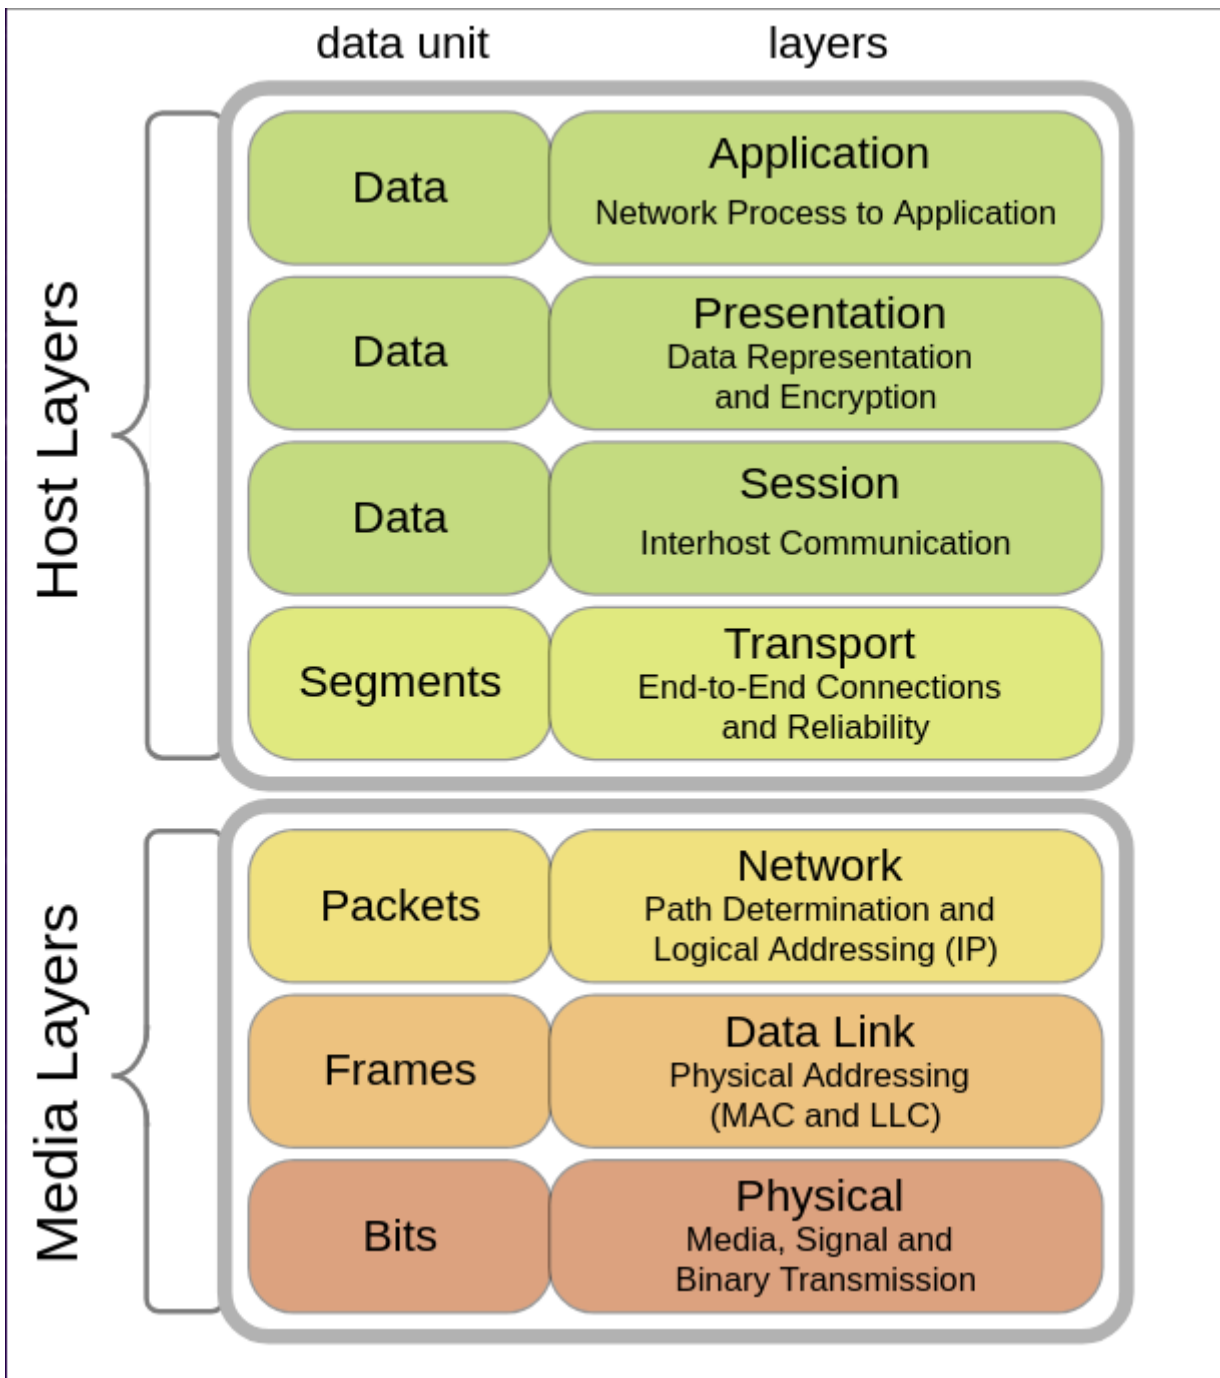 data unit
layers
Host Layers
Data
Application
Network Process to Application
Data
Presentation
Data Representation
and Encryption
Data
Session
Interhost Communication
Segments
Transport
End-to-End Connections
and Reliability
Media Layers
Packets
Network
Path Determination and
Logical Addressing (IP)
Frames
Data Link
Physical Addressing
(MAC and LLC)
Bits
Physical
Media, Signal and
Binary Transmission